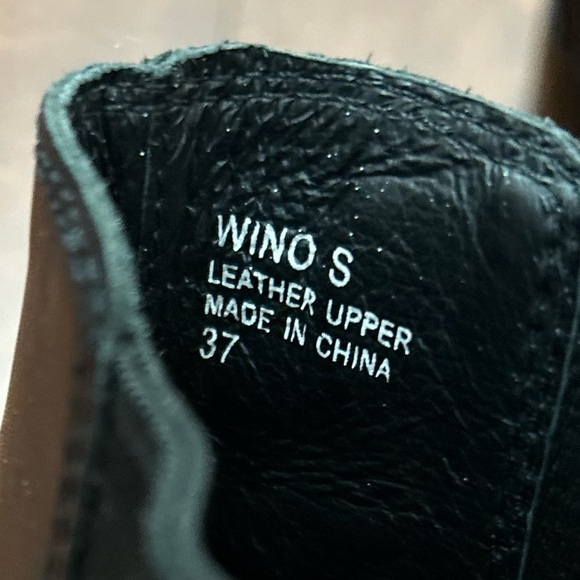 WINO S
LEATHER UPPER
MADE IN CHINA
37